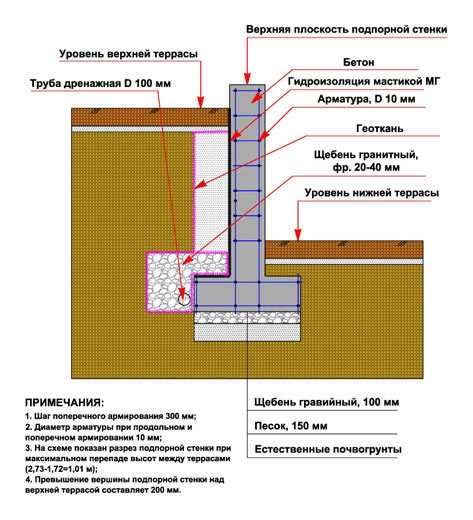 Верхняя плоскость подпорной стенки
Уровень верхней террасы
Бетон
Труба дренажная D 100 мм
Гидроизоляция мастикой МГ
Арматура, D 10 мм
Геоткань
Щебень гранитный,
фр. 20-40 мм
Уровень нижней террасы
Щебень гравийный, 100 мм
Песок, 150 мм
Естественные почвогрунты
ПРИМЕЧАНИЯ:
1. Шаг поперечного армирования 300 мм;
2. Диаметр арматуры при продольном и
поперечном армировании 10 мм;
3. На схеме показан разрез подпорной стенки при
максимальном перепаде высот между террасами
(2,73-1,72=1,01 м);
4. Превышение вершины подпорной стенки над
верхней террасой составляет 200 мм.